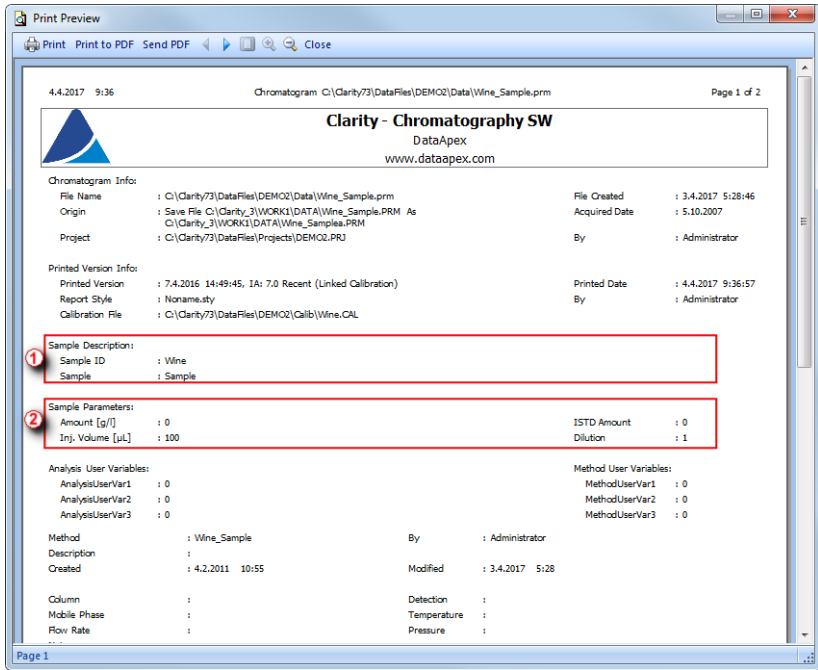 Print Preview
Print Print to PDF Send PDF Close
4.4.2017 9:36 Chromatogram C:\Clarity73\DataFiles\DEMO2\Data\Wine_Sample.prm Page 1 of 2
Clarity - Chromatography SW
DataApex
www.dataapex.com
Chromatogram Info:
File Name : C:\Clarity73\DataFiles\DEMO2\Data\Wine_Sample.prm File Created : 3.4.2017 5:28:46
Origin : Save File C:\Clarity_3\WORK1\DATA\Wine_Sample.PRM As Acquired Date : 5.10.2007
C:\Clarity_3\WORK1\DATA\Wine_Samplea.PRM
Project : C:\Clarity73\DataFiles\Projects\DEMO2.PRJ By : Administrator
Printed Version Info:
Printed Version : 7.4.2016 14:49:45, IA: 7.0 Recent (Linked Calibration) Printed Date : 4.4.2017 9:36:57
Report Style : Noname.sty By : Administrator
Calibration File : C:\Clarity73\DataFiles\DEMO2\Calib\Wine.CAL
1 Sample Description:
Sample ID : Wine
Sample : Sample
2 Sample Parameters:
Amount [g/l] : 0 ISTD Amount : 0
Inj. Volume [µL] : 100 Dilution : 1
Analysis User Variables: Method User Variables:
AnalysisUserVar1 : 0 MethodUserVar1 : 0
AnalysisUserVar2 : 0 MethodUserVar2 : 0
AnalysisUserVar3 : 0 MethodUserVar3 : 0
Method : Wine_Sample By : Administrator
Description :
Created : 4.2.2011 10:55 Modified : 3.4.2017 5:28
Column : Detection :
Mobile Phase : Temperature :
Flow Rate : Pressure :
Page 1